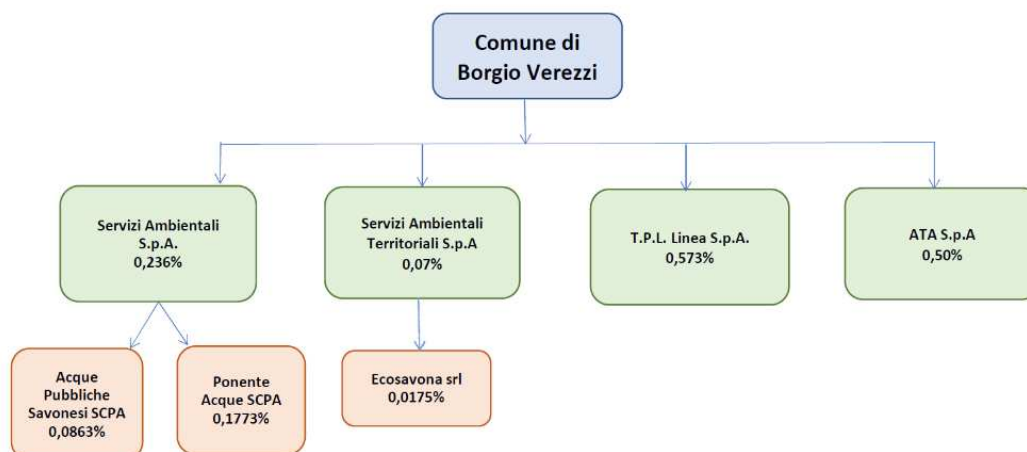 Comune di
Borgio Verezzi
Servizi Ambientali
S.p.A.
0,236%
Servizi Ambientali
Territoriali S.p.A
0,07%
T.P.L. Linea S.p.A.
0,573%
ATA S.p.A
0,50%
Acque
Pubbliche
Savonesi SCPA
0,0863%
Ponente
Acque SCPA
0,1773%
Ecosavona srl
0,0175%